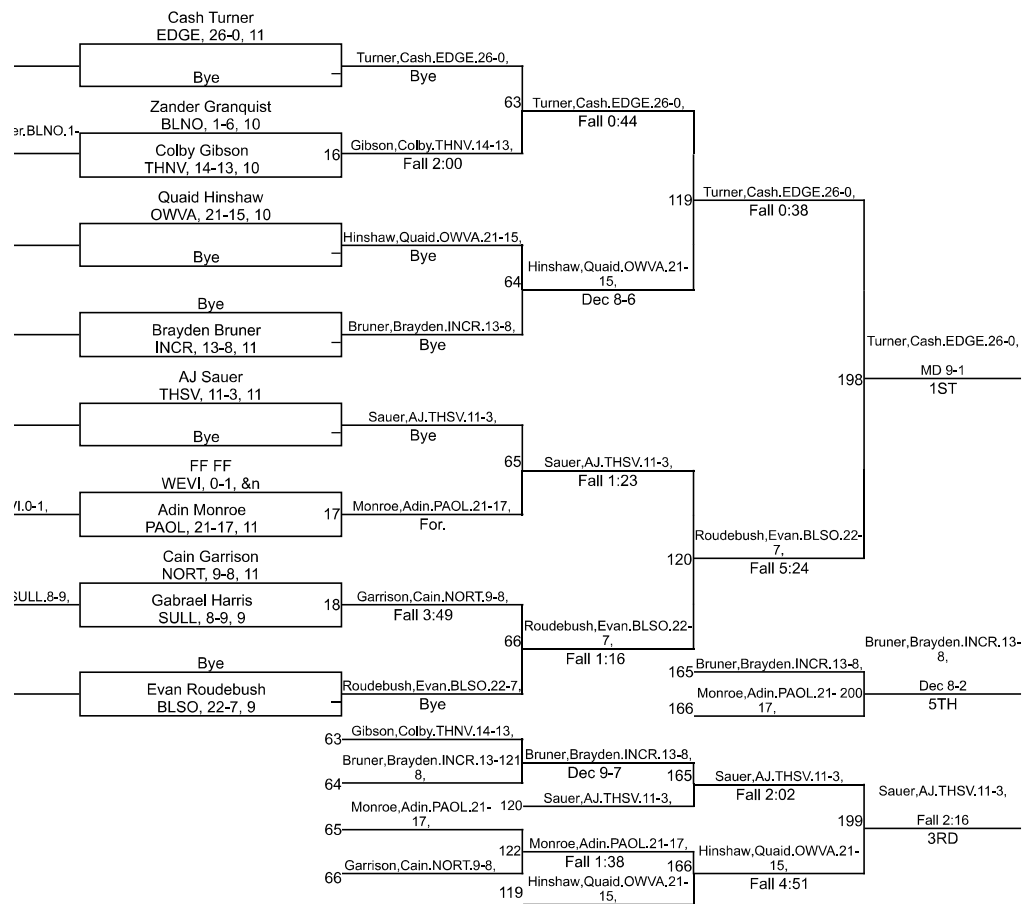 Cash Turner
EDGE, 26-0, 11
Turner,Cash.EDGE.26-0,
Bye
Bye
63
Turner,Cash.EDGE.26-0,
Fall 0:44
Zander Granquist
BLNO, 1-6, 10
er.BLNO.1-
Colby Gibson
THNV, 14-13, 10
16
Gibson,Colby.THNV.14-13,
Fall 2:00
119
Turner,Cash.EDGE.26-0,
Fall 0:38
Quaid Hinshaw
OWVA, 21-15, 10
Hinshaw,Quaid.OWVA.21-15,
Bye
Bye
64
Hinshaw,Quaid.OWVA.21-
15,
Dec 8-6
Bye
Brayden Bruner
INCR, 13-8, 11
Bruner,Brayden.INCR.13-8,
Bye
Turner,Cash.EDGE.26-0,
198
MD 9-1
1ST
AJ Sauer
THSV, 11-3, 11
Sauer,AJ.THSV.11-3,
Bye
Bye
65
Sauer,AJ.THSV.11-3,
Fall 1:23
FF FF
WEVI, 0-1, &n
VI.0-1,
Adin Monroe
PAOL, 21-17, 11
17
Monroe,Adin.PAOL.21-17,
For.
120
Roudebush,Evan.BLSO.22-
7,
Fall 5:24
Cain Garrison
NORT, 9-8, 11
SULL.8-9,
Gabrael Harris
SULL, 8-9, 9
18
Garrison,Cain.NORT.9-8,
Fall 3:49
66
Roudebush,Evan.BLSO.22-
7,
Fall 1:16
Bye
Evan Roudebush
BLSO, 22-7, 9
Roudebush,Evan.BLSO.22-7,
Bye
165
Bruner,Brayden.INCR.13-8,
166
Monroe,Adin.PAOL.21-
17,
200
Bruner,Brayden.INCR.13-
8,
Dec 8-2
5TH
63
Gibson,Colby.THNV.14-13,
64
Bruner,Brayden.INCR.13-
8,
121
Bruner,Brayden.INCR.13-8,
Dec 9-7
120
Sauer,AJ.THSV.11-3,
165
Sauer,AJ.THSV.11-3,
Fall 2:02
65
Monroe,Adin.PAOL.21-
17,
66
Garrison,Cain.NORT.9-8,
122
Monroe,Adin.PAOL.21-17,
Fall 1:38
119
Hinshaw,Quaid.OWVA.21-
15,
166
Hinshaw,Quaid.OWVA.21-
15,
Fall 4:51
199
Sauer,AJ.THSV.11-3,
Fall 2:16
3RD